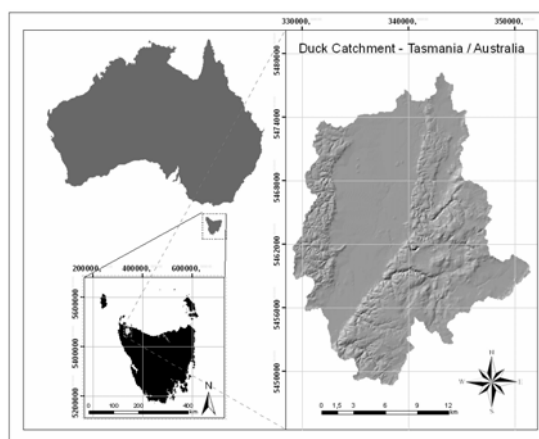 330000, 340000, 350000
Duck Catchment - Tasmania / Australia
5480000
5474000
5468000
5462000
5456000
5450000
200000, 400000, 600000,
5600000
5400000
5200000
N
0 100 200 400
km
N
W E
S
0 1,5 3 6 9 12
km